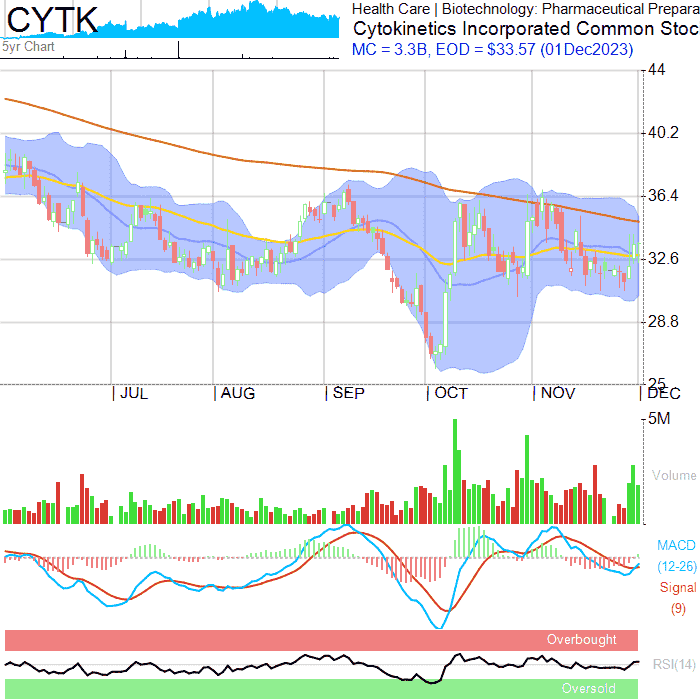 CYTK
Health Care | Biotechnology: Pharmaceutical Prepara
Cytokinetics Incorporated Common Stoc
5yr Chart
MC = 3.3B, EOD = $33.57 (01Dec2023)
44
40.2
36.4
32.6
28.8
25
JUL AUG SEP OCT NOV DEC
5M
Volume
MACD
(12-26)
Signal
(9)
Overbought
RSI(14)
Oversold